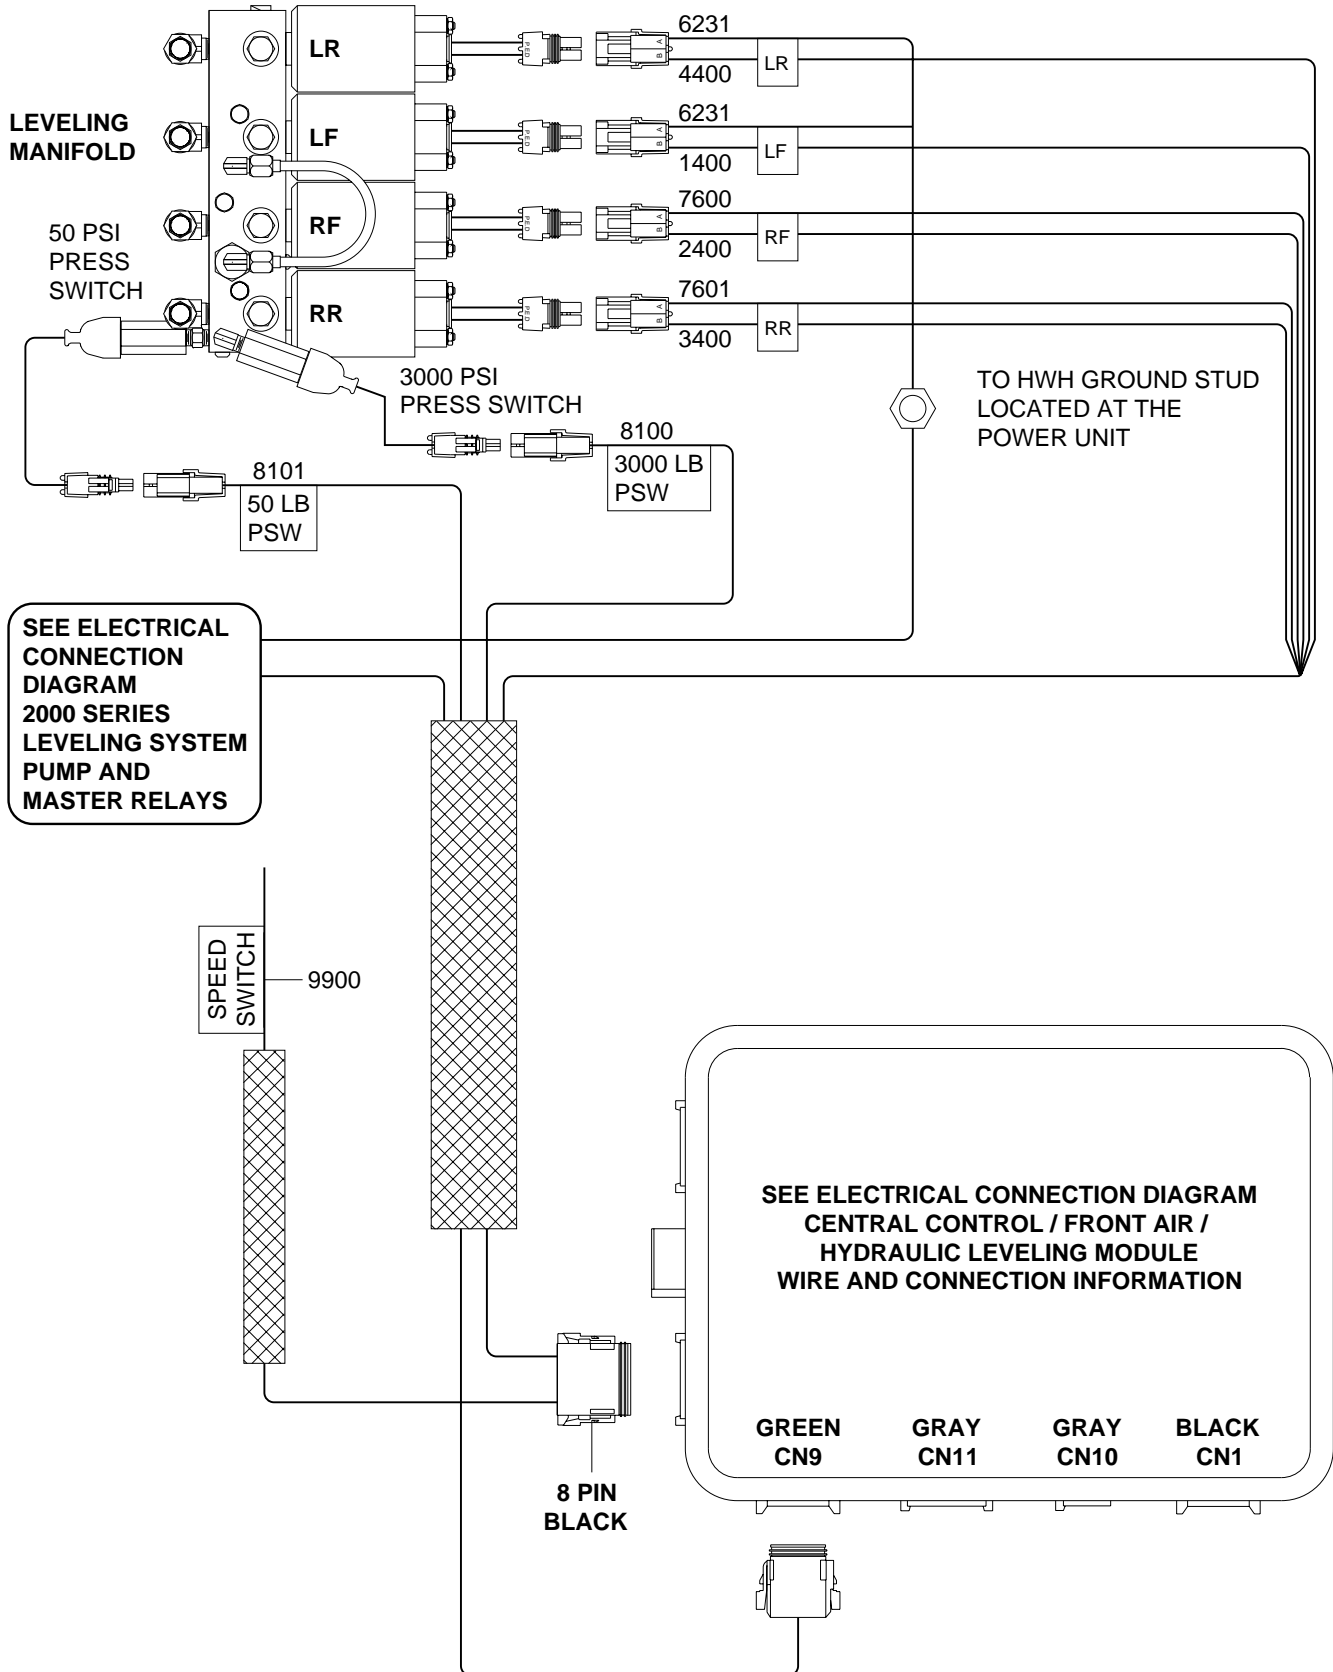 LR
6231
4400
LR
LEVELING
MANIFOLD
LF
6231
1400
LF
RF
7600
2400
RF
RR
7601
3400
RR
A
B
A
B
A
B
A
B
50 PSI
PRESS
SWITCH
3000 PSI
PRESS SWITCH
TO HWH GROUND STUD
LOCATED AT THE
POWER UNIT
8100
3000 LB
PSW
8101
50 LB
PSW
SEE ELECTRICAL
CONNECTION
DIAGRAM
2000 SERIES
LEVELING SYSTEM
PUMP AND
MASTER RELAYS
SPEED
SWITCH
9900
SEE ELECTRICAL CONNECTION DIAGRAM
CENTRAL CONTROL / FRONT AIR /
HYDRAULIC LEVELING MODULE
WIRE AND CONNECTION INFORMATION
GREEN
CN9
GRAY
CN11
GRAY
CN10
BLACK
CN1
8 PIN
BLACK